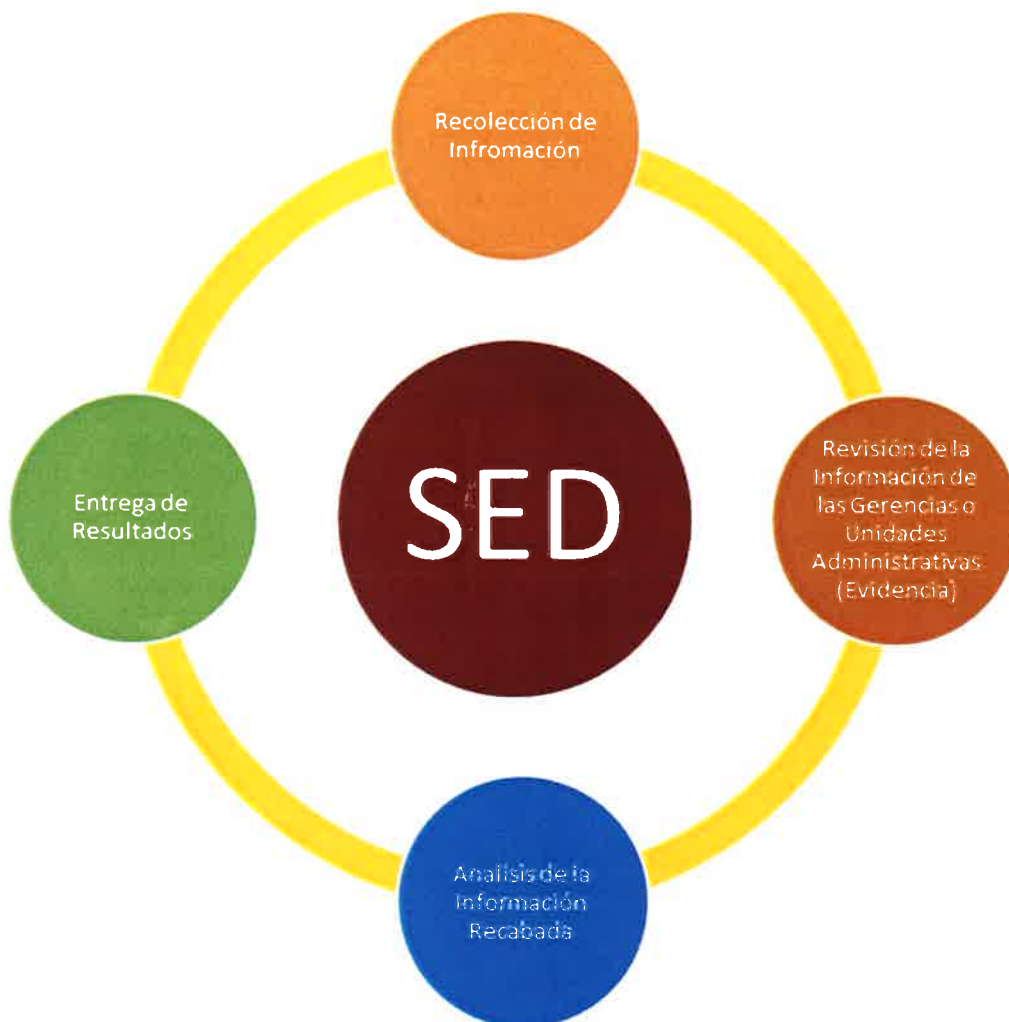 Recolección de
Infromación
Revisión de la
Información de
las Gerencias o
Unidades
Administrativas
(Evidencia)
Analisis de la
Información
Recabada
Entrega de
Resultados
SED